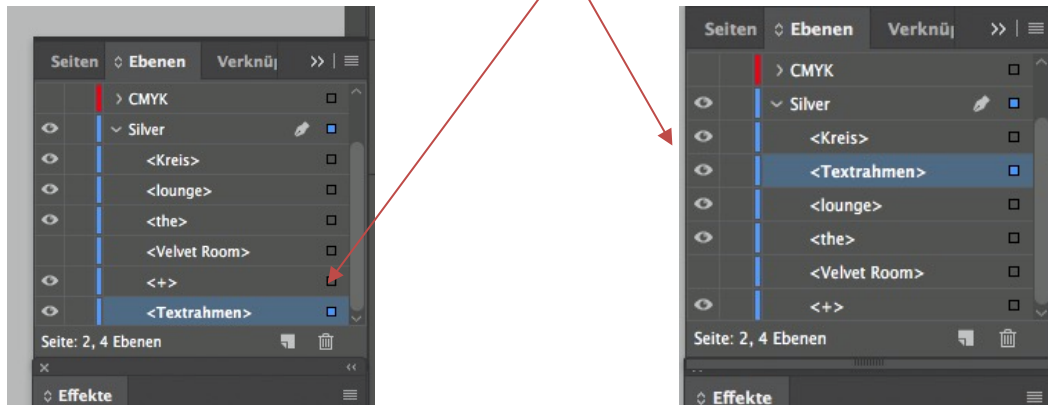 Seiten Ebenen Verknü
CMYK
Silver
<Kreis>
<lounge>
<the>
<Velvet Room>
<+>
<Textrahmen>
Seite: 2, 4 Ebenen
Effekte
Seiten Ebenen Verknü
CMYK
Silver
<Kreis>
<Textrahmen>
<lounge>
<the>
<Velvet Room>
<+>
Seite: 2, 4 Ebenen
Effekte